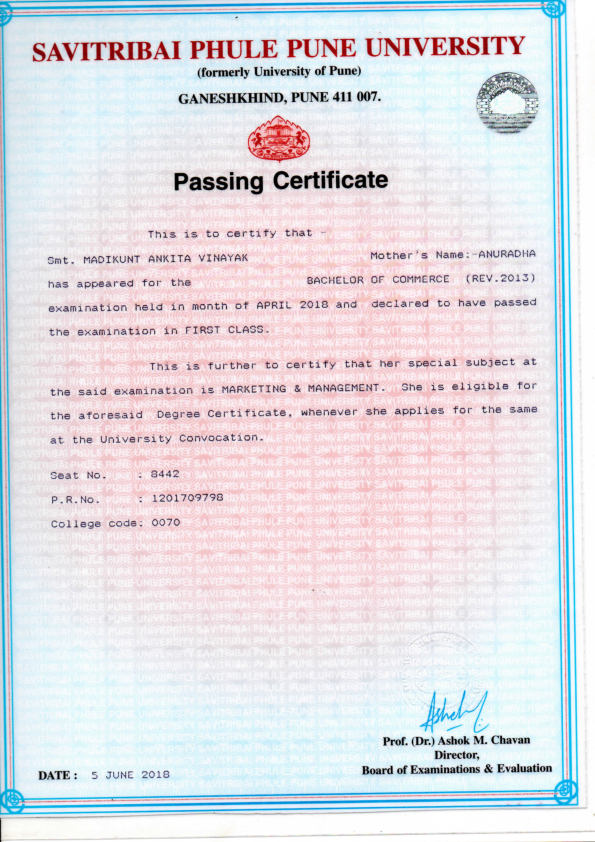 SAVITRIBAI PHULE PUNE UNIVERSITY
(formerly University of Pune)
GANESHKHIND, PUNE 411 007.
Passing Certificate
This is to certify that -
Smt. MADIKUNT ANKITA VINAYAK Mother's Name:-ANURADHA
has appeared for the BACHELOR OF COMMERCE (REV.2013)
examination held in month of APRIL 2018 and declared to have passed
the examination in FIRST CLASS.
This is further to certify that her special subject at
the said examination is MARKETING & MANAGEMENT. She is eligible for
the aforesaid Degree Certificate, whenever she applies for the same
at the University Convocation.
Seat No. : 8442
P.R.No. : 1201709798
College code: 0070
Prof. (Dr.) Ashok M. Chavan
Director,
Board of Examinations & Evaluation
DATE : 5 JUNE 2018